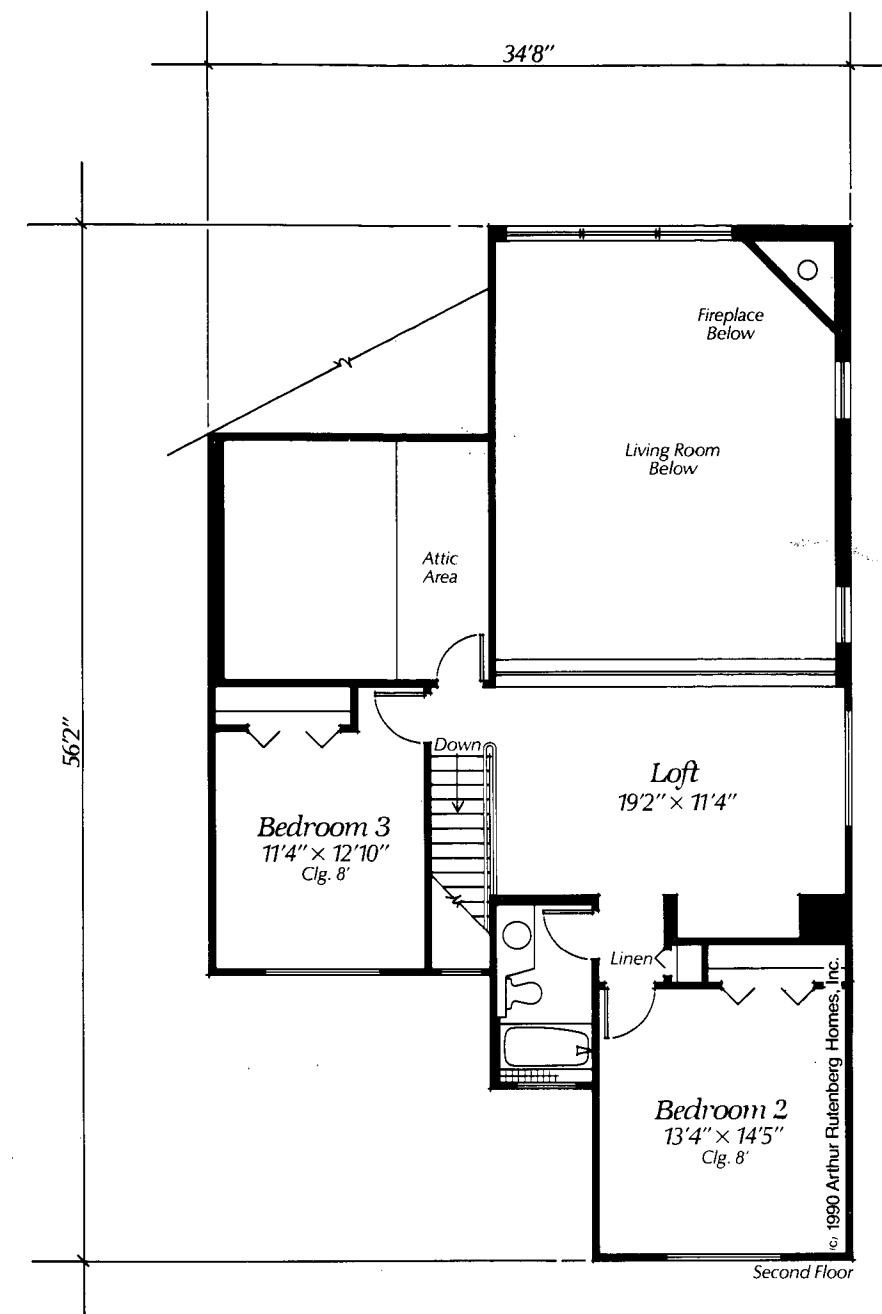 34'8"
Fireplace
Below
Living Room
Below
Attic
Area
56'2"
Down
Loft
19'2" × 11'4"
Bedroom 3
11'4" × 12'10"
Clg. 8'
Linen
Bedroom 2
13'4" × 14'5"
Clg. 8'
(c) 1990 Arthur Rutenberg Homes, Inc.
Second Floor